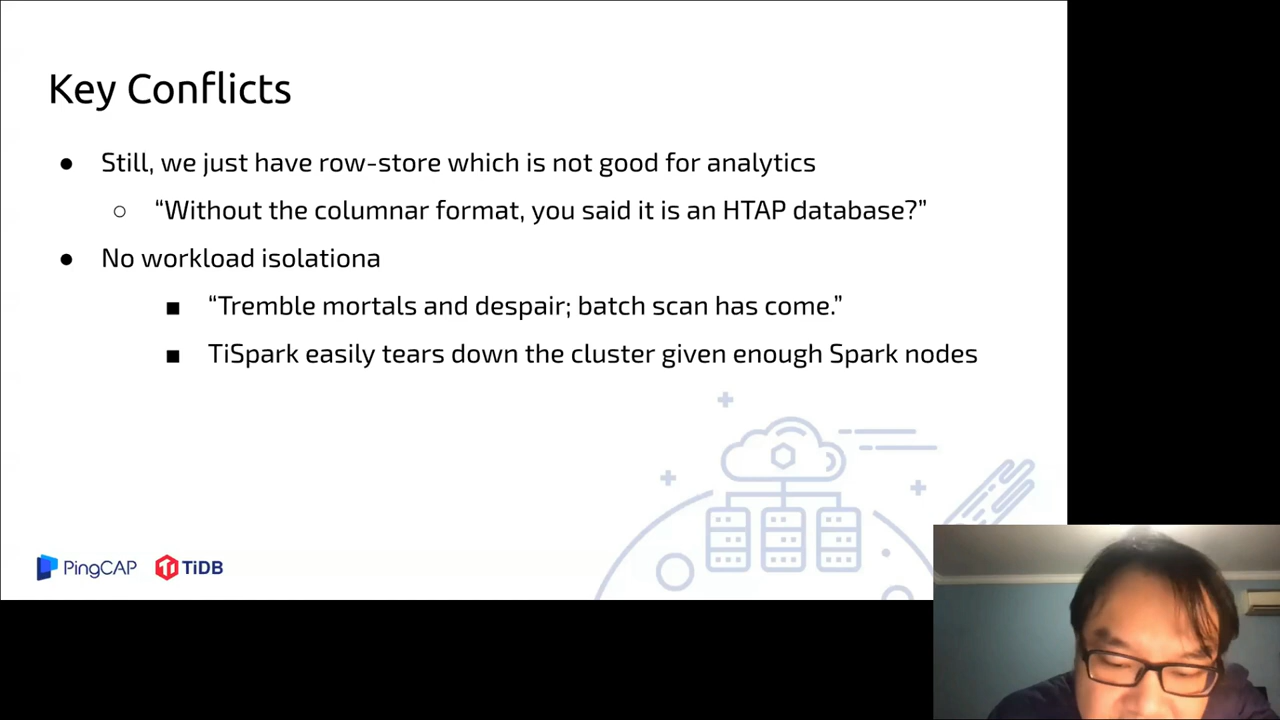 Key Conflicts
● Still, we just have row-store which is not good for analytics
○ “Without the columnar format, you said it is an HTAP database?”
● No workload isolationa
■ “Tremble mortals and despair; batch scan has come.”
■ TiSpark easily tears down the cluster given enough Spark nodes
PingCAP TiDB